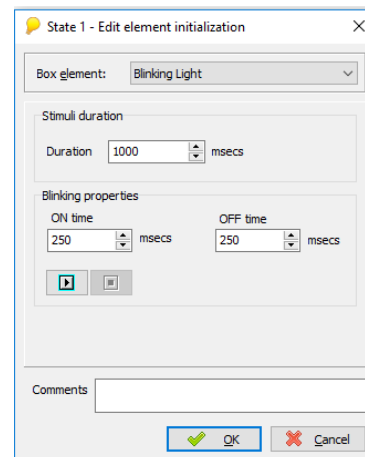 State 1 - Edit element initialization
Box element: Blinking Light
Stimuli duration
Duration 1000 msecs
Blinking properties
ON time OFF time
250 msecs 250 msecs
Comments
OK Cancel